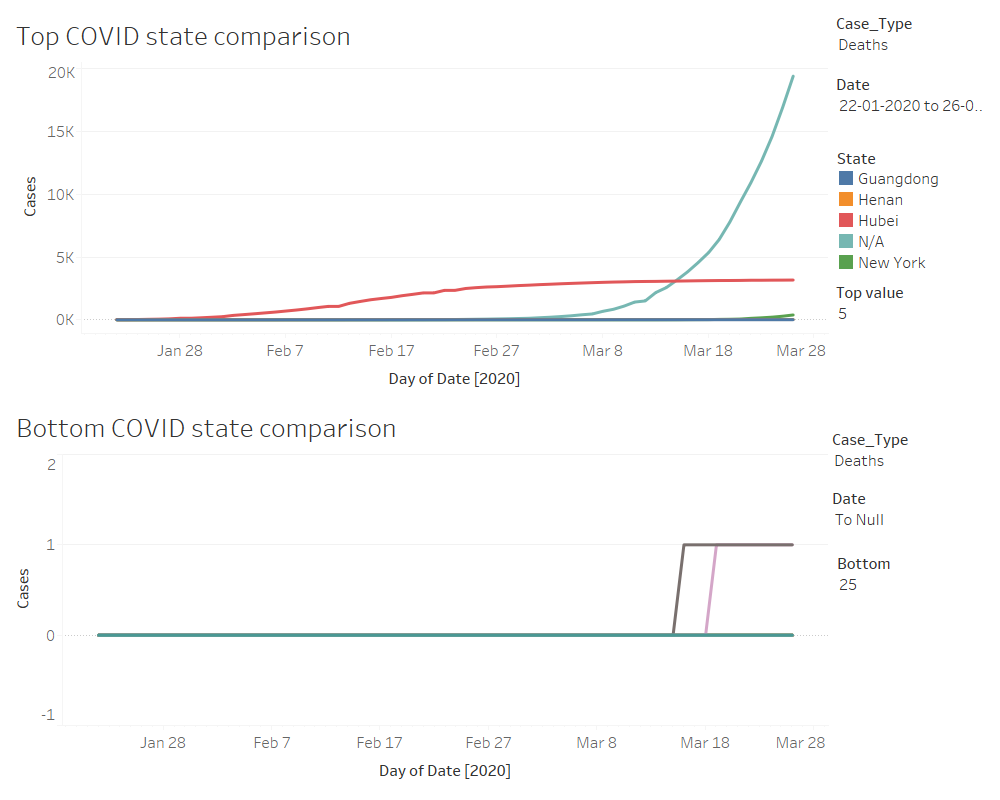 Top COVID state comparison
Case_Type
Deaths
Date
22-01-2020 to 26-0..
State
Guangdong
Henan
Hubei
N/A
New York
Top value
5
20K
15K
10K
5K
0K
Cases
Jan 28 Feb 7 Feb 17 Feb 27 Mar 8 Mar 18 Mar 28
Day of Date [2020]
Bottom COVID state comparison
Case_Type
Deaths
Date
To Null
Bottom
25
2
1
0
-1
Cases
Jan 28 Feb 7 Feb 17 Feb 27 Mar 8 Mar 18 Mar 28
Day of Date [2020]